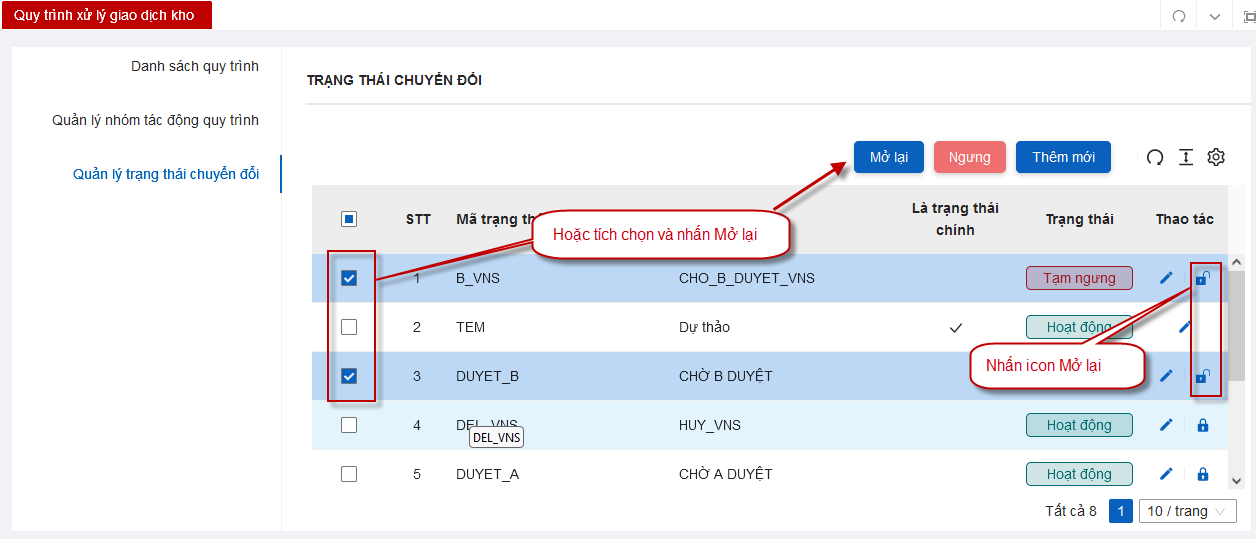 Quy trình xử lý giao dịch kho
Danh sách quy trình
Quản lý nhóm tác động quy trình
Quản lý trạng thái chuyển đổi
TRẠNG THÁI CHUYỂN ĐỔI
Mở lại Ngưng Thêm mới
STT Mã trạng Là trạng thái chính Trạng thái Thao tác
Hoặc tích chọn và nhấn Mở lại
1 B_VNS CHO_B_DUYET_VNS Tạm ngưng
2 TEM Dự thảo Hoạt động
Nhấn icon Mở lại
3 DUYET_B CHỜ B DUYỆT
4 DEL_VNS HUY_VNS Hoạt động
DEL_VNS
5 DUYET_A CHỜ A DUYỆT Hoạt động
Tất cả 8 1 10 / trang